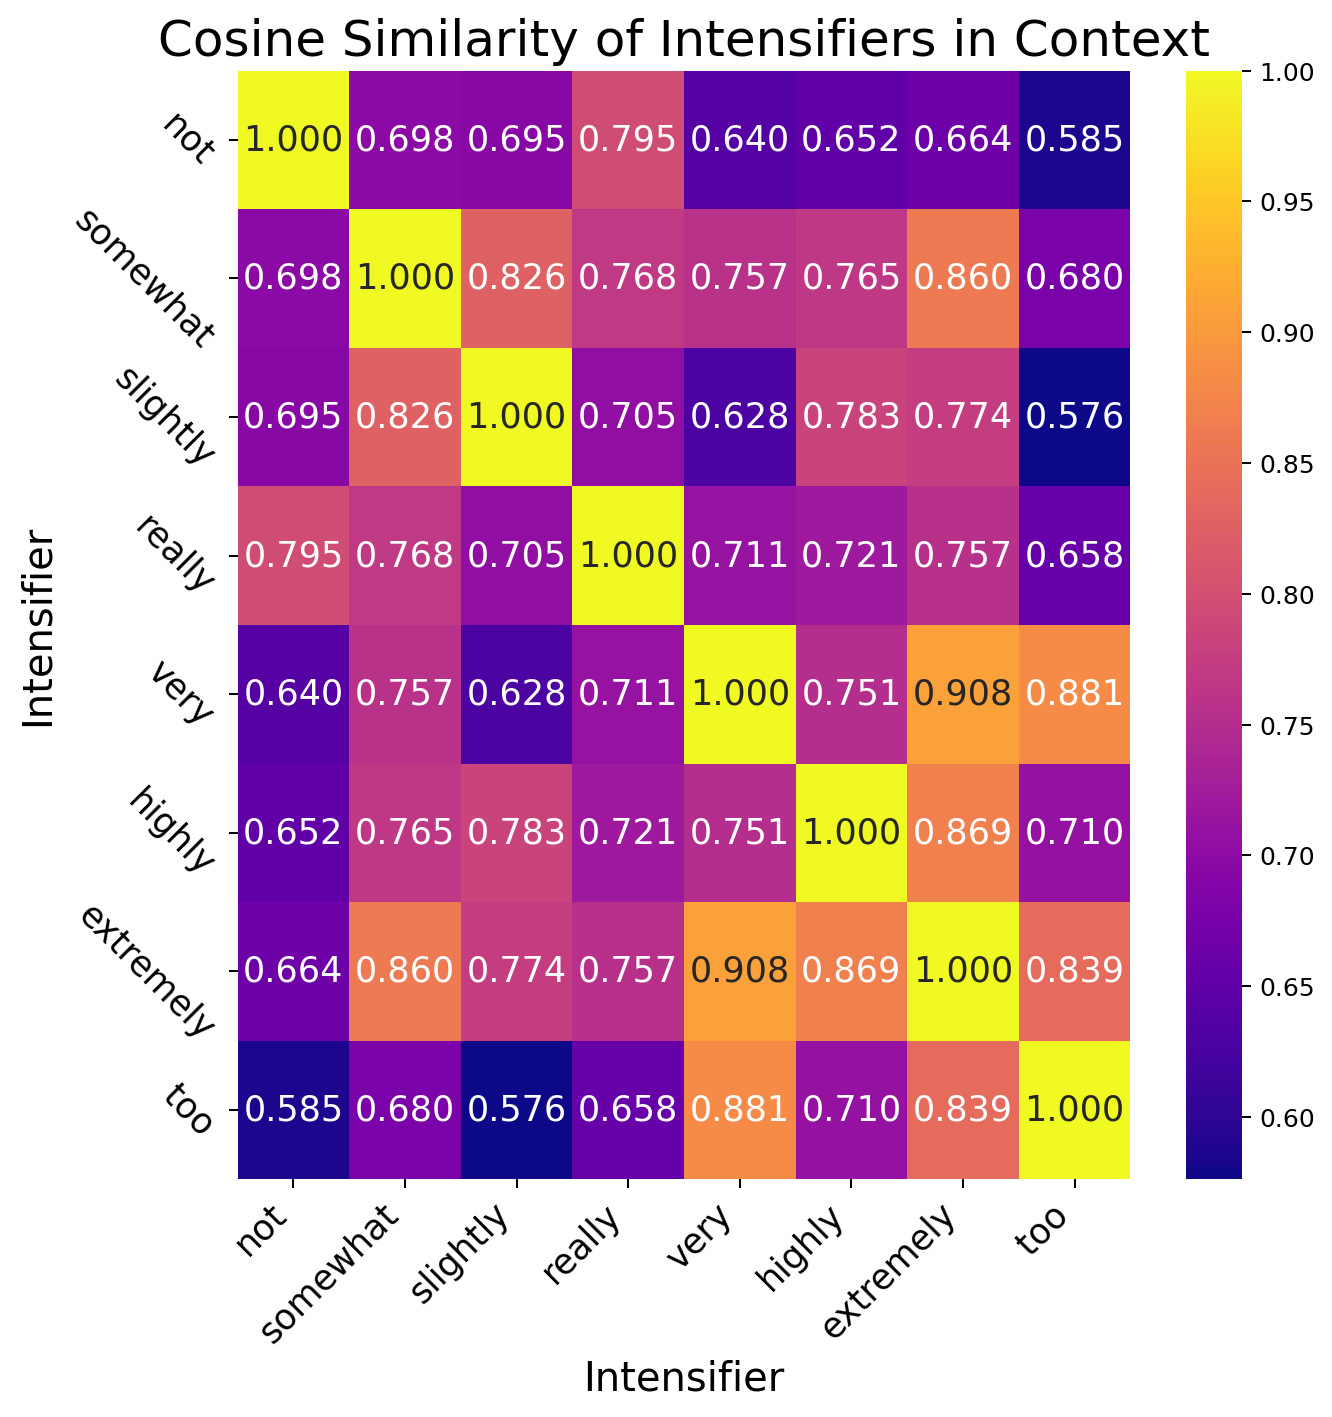 Cosine Similarity of Intensifiers in Context
Intensifier
not 1.000 0.698 0.695 0.795 0.640 0.652 0.664 0.585
somewhat 0.698 1.000 0.826 0.768 0.757 0.765 0.860 0.680
slightly 0.695 0.826 1.000 0.705 0.628 0.783 0.774 0.576
really 0.795 0.768 0.705 1.000 0.711 0.721 0.757 0.658
very 0.640 0.757 0.628 0.711 1.000 0.751 0.908 0.881
highly 0.652 0.765 0.783 0.721 0.751 1.000 0.869 0.710
extremely 0.664 0.860 0.774 0.757 0.908 0.869 1.000 0.839
too 0.585 0.680 0.576 0.658 0.881 0.710 0.839 1.000
not somewhat slightly really very highly extremely too
Intensifier
1.00
0.95
0.90
0.85
0.80
0.75
0.70
0.65
0.60